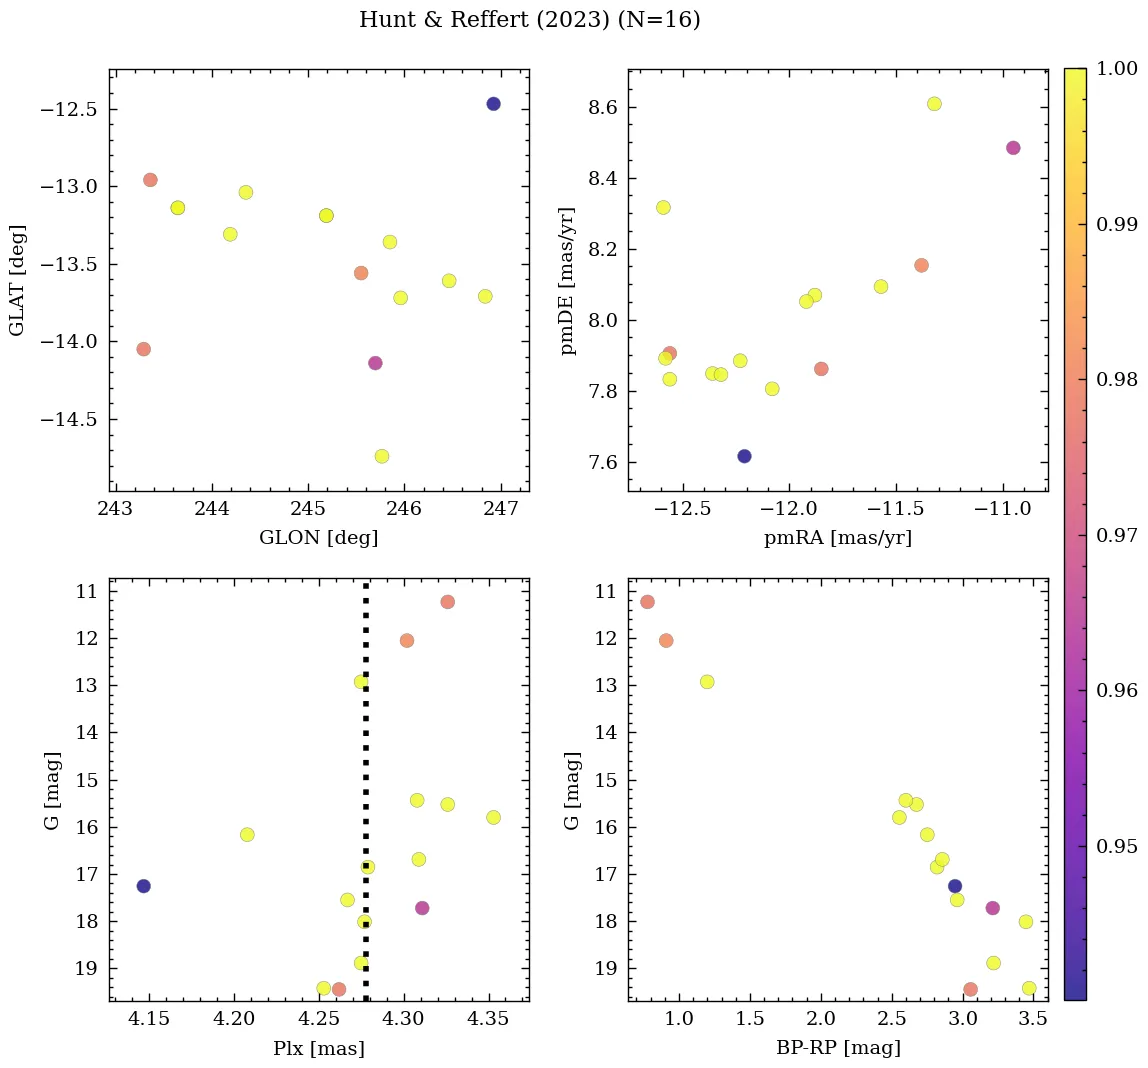 Hunt & Reffert (2023) (N=16)
−12.5
−13.0
−13.5
−14.0
−14.5
GLAT [deg]
243 244 245 246 247
GLON [deg]
8.6
8.4
8.2
8.0
7.8
7.6
pmDE [mas/yr]
−12.5 −12.0 −11.5 −11.0
pmRA [mas/yr]
11
12
13
14
15
16
17
18
19
G [mag]
4.15 4.20 4.25 4.30 4.35
Plx [mas]
11
12
13
14
15
16
17
18
19
G [mag]
1.0 1.5 2.0 2.5 3.0 3.5
BP-RP [mag]
1.00
0.99
0.98
0.97
0.96
0.95